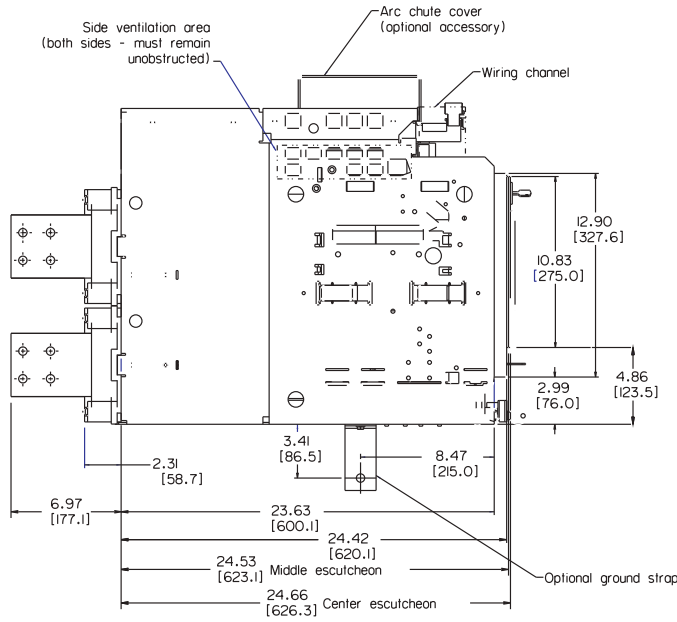 Arc chute cover
(optional accessory)
Side ventilation area
(both sides - must remain
unobstructed)
Wiring channel
12.90
[327.6]
10.83
[275.0]
4.86
[123.5]
2.99
[76.0]
3.41
[86.5]
8.47
[215.0]
2.31
[58.7]
6.97
[177.1]
23.63
[600.1]
24.42
[620.1]
24.53
[623.1] Middle escutcheon
Optional ground strap
24.66
[626.3] Center escutcheon